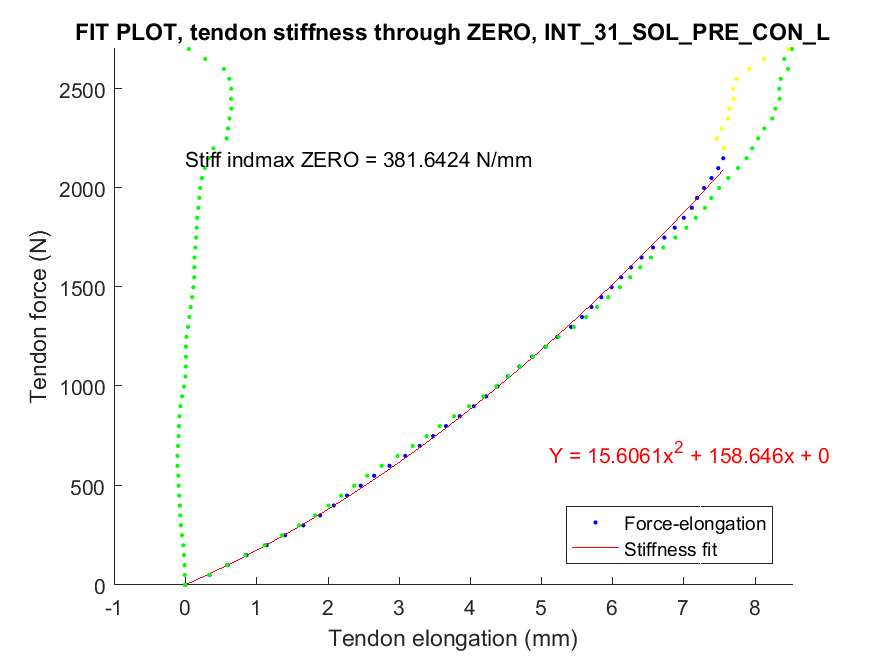 FIT PLOT, tendon stiffness through ZERO, INT_31_SOL_PRE_CON_L
2500
Stiff indmax ZERO = 381.6424 N/mm
2000
1500
Tendon force (N)
1000
Y = 15.6061x² + 158.646x + 0
500
Force-elongation
Stiffness fit
0
-1 0 1 2 3 4 5 6 7 8
Tendon elongation (mm)